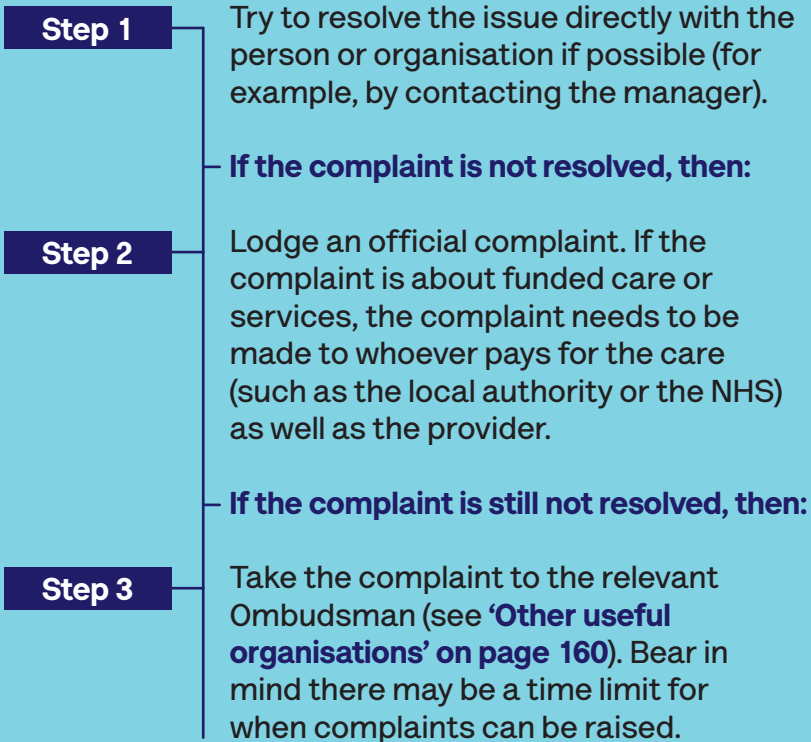 Step 1
Try to resolve the issue directly with the
person or organisation if possible (for
example, by contacting the manager).
If the complaint is not resolved, then:
Step 2
Lodge an official complaint. If the
complaint is about funded care or
services, the complaint needs to be
made to whoever pays for the care
(such as the local authority or the NHS)
as well as the provider.
If the complaint is still not resolved, then:
Step 3
Take the complaint to the relevant
Ombudsman (see ‘Other useful
organisations’ on page 160). Bear in
mind there may be a time limit for
when complaints can be raised.